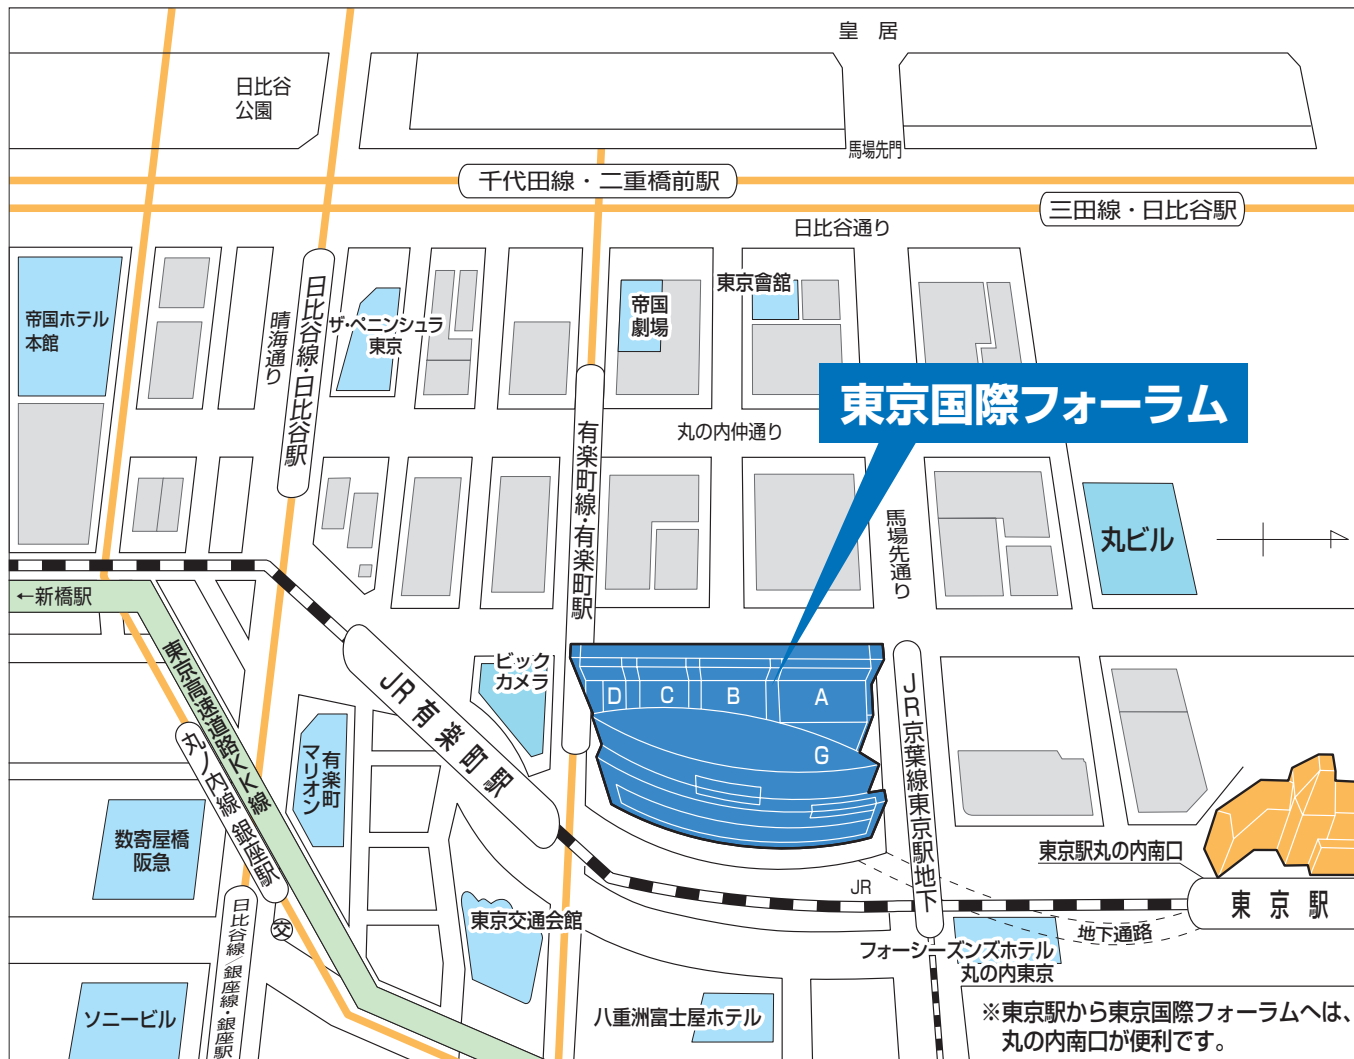 皇居
日比谷
公園
馬場先門
千代田線・二重橋前駅
三田線・日比谷駅
日比谷通り
帝国ホテル
本館
晴海通り
日比谷線・日比谷駅
ザ・ペニンシュラ
東京
帝国
劇場
東京會舘
東京国際フォーラム
丸の内仲通り
有楽町線・有楽町駅
馬場先通り
丸ビル
←新橋駅
東京高速道路KK線
丸ノ内線 銀座駅
JR有楽町駅
ビック
カメラ
D
C
B
A
G
JR京葉線東京駅地下
有楽町
マリオン
数寄屋橋
阪急
東京駅丸の内南口
東京駅
JR
地下通路
東京交通会館
交
日比谷線/銀座線・銀座駅
フォーシーズンズホテル
丸の内東京
ソニービル
八重洲富士屋ホテル
※東京駅から東京国際フォーラムへは、
丸の内南口が便利です。